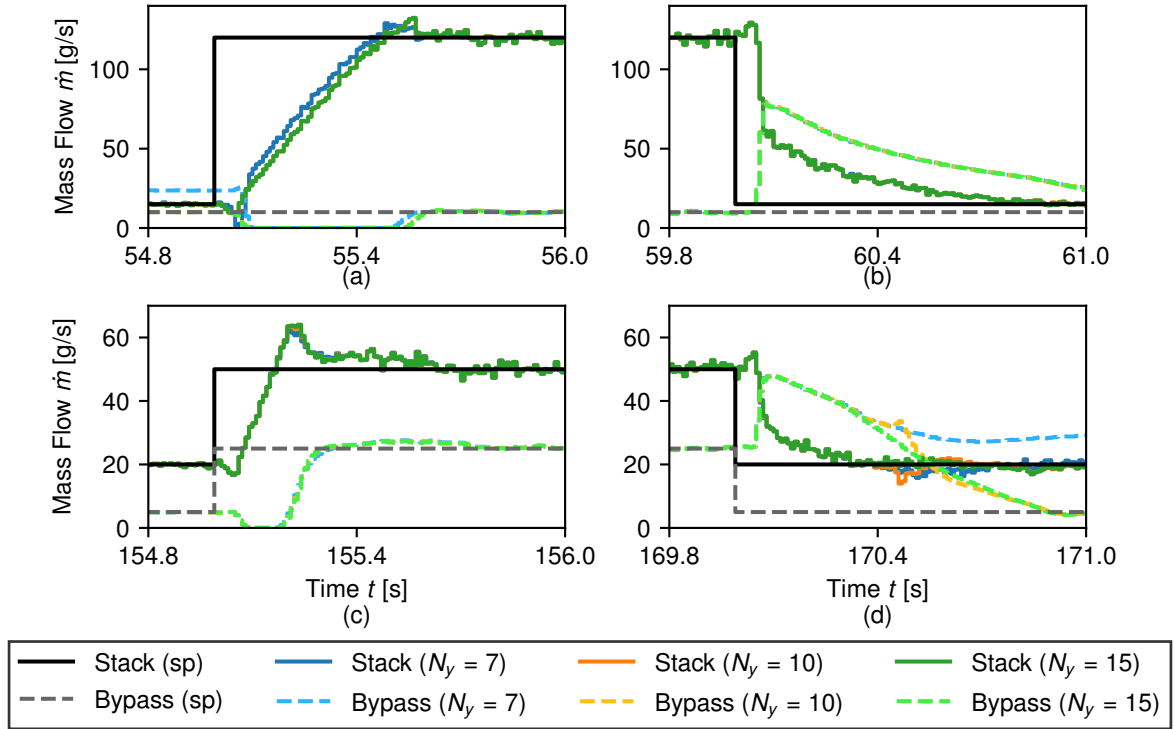 Mass Flow ṁ [g/s]
100
50
0
54.8
55.4
56.0
(a)
59.8
60.4
61.0
(b)
Mass Flow ṁ [g/s]
60
40
20
0
154.8
155.4
156.0
Time t [s]
(c)
60
40
20
0
169.8
170.4
171.0
Time t [s]
(d)
100
50
0
Stack (sp)
Stack (N_y = 7)
Stack (N_y = 10)
Stack (N_y = 15)
Bypass (sp)
Bypass (N_y = 7)
Bypass (N_y = 10)
Bypass (N_y = 15)